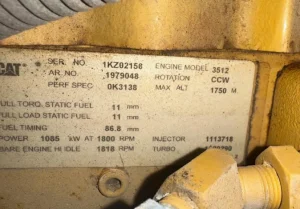 CAT
SER. NO. 1KZ02158 ENGINE MODEL 3512
AR. NO. 1979048 ROTATION CCW
PERF SPEC 0K3138 MAX ALT 1750 M
FULL TORQ STATIC FUEL 11 mm
FULL LOAD STATIC FUEL 11 mm
FUEL TIMING 86.8 mm
POWER 1085 kW AT 1800 RPM INJECTOR 1113718
BARE ENGINE HI IDLE 1818 RPM TURBO